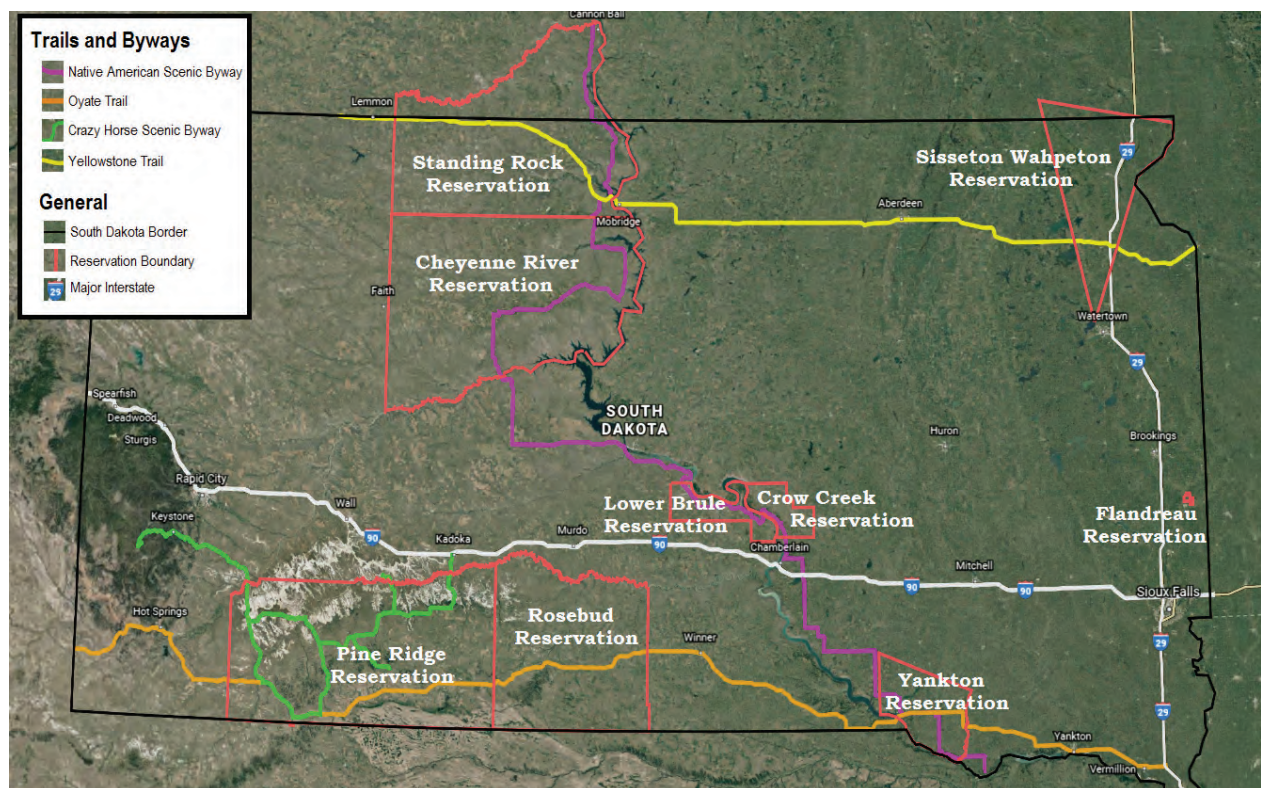 Trails and Byways
Native American Scenic Byway
Oyate Trail
Crazy Horse Scenic Byway
Yellowstone Trail
General
South Dakota Border
Reservation Boundary
29
Major Interstate
Cannon Ball
Lemmon
Standing Rock
Reservation
Sisseton Wahpeton
Reservation
29
Mobridge
Aberdeen
Cheyenne River
Reservation
Faith
Watertown
29
Spearfish
Deadwood
Sturgis
SOUTH
DAKOTA
Huron
Brookings
Rapid City
Wall
Keystone
90
Kadoka
Murdo
90
Lower Brule
Reservation
Crow Creek
Reservation
Chamberlain
Flandreau
Reservation
Mitchell
90
90
Sioux Falls
Hot Springs
Pine Ridge
Reservation
Rosebud
Reservation
Winner
29
Yankton
Reservation
29
Yankton
Vermillion